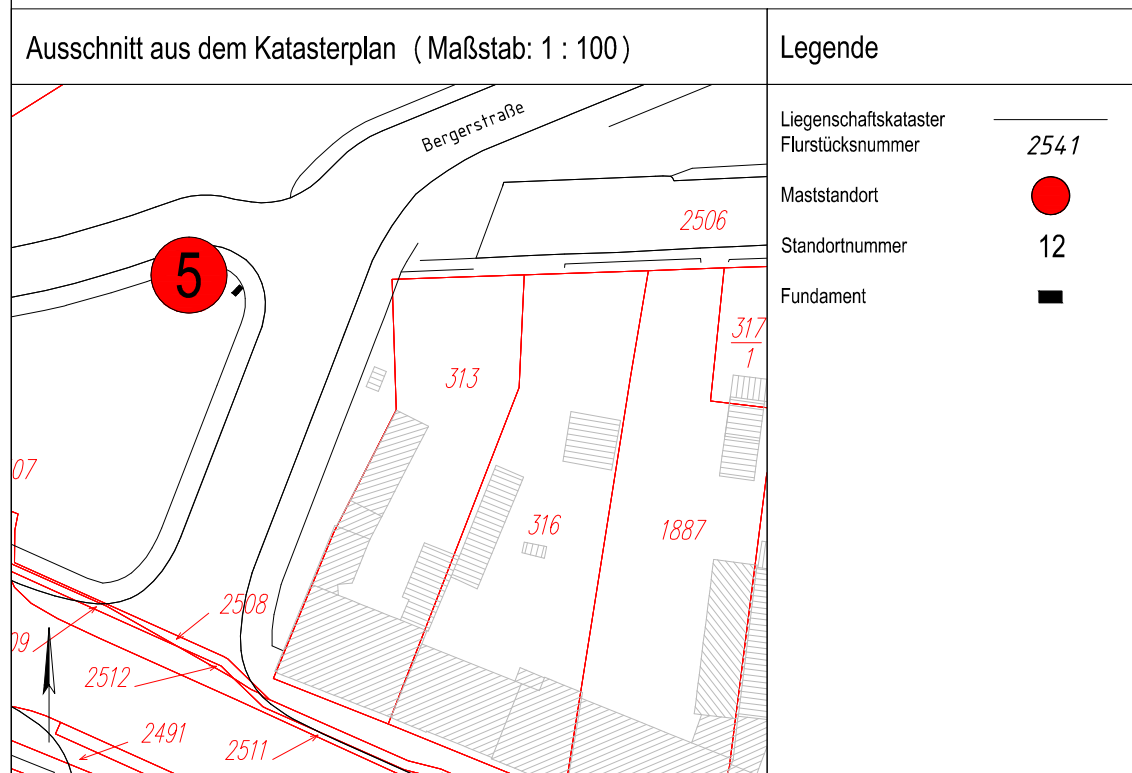 Ausschnitt aus dem Katasterplan (Maßstab: 1 : 100)
Legende
Liegenschaftskataster
Flurstücksnummer 2541
Maststandort
Standortnummer 12
Fundament
Bergerstraße
2506
5
317
1
313
07
316
1887
2508
09
2512
2491
2511